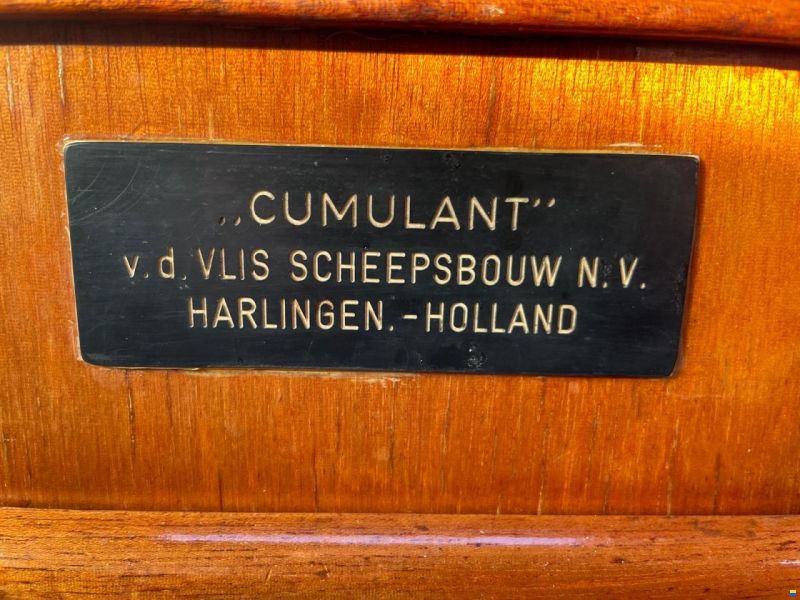 „CUMULANT”
v.d. VLIS SCHEEPSBOUW N.V.
HARLINGEN.-HOLLAND